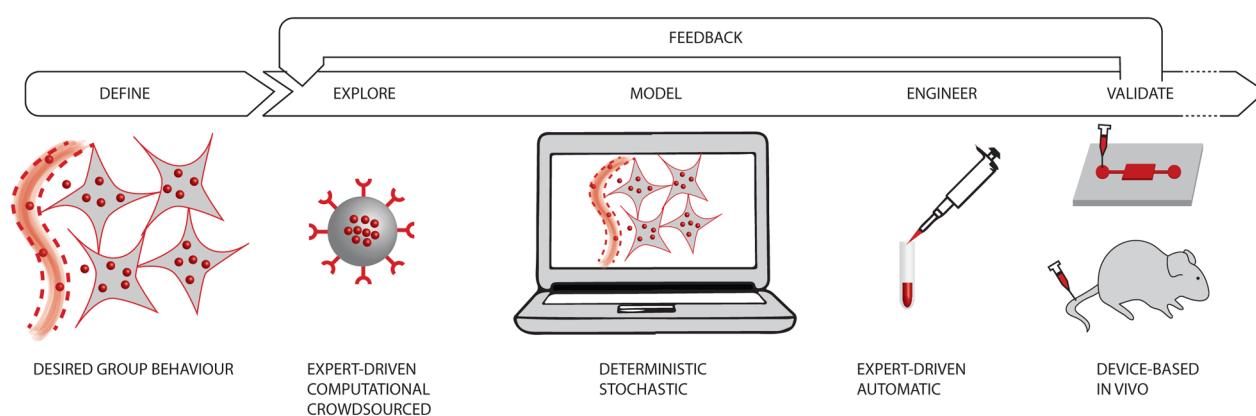 FEEDBACK
DEFINE
EXPLORE
MODEL
ENGINEER
VALIDATE
DESIRED GROUP BEHAVIOUR
EXPERT-DRIVEN
COMPUTATIONAL
CROWDSOURCED
DETERMINISTIC
STOCHASTIC
EXPERT-DRIVEN
AUTOMATIC
DEVICE-BASED
IN VIVO